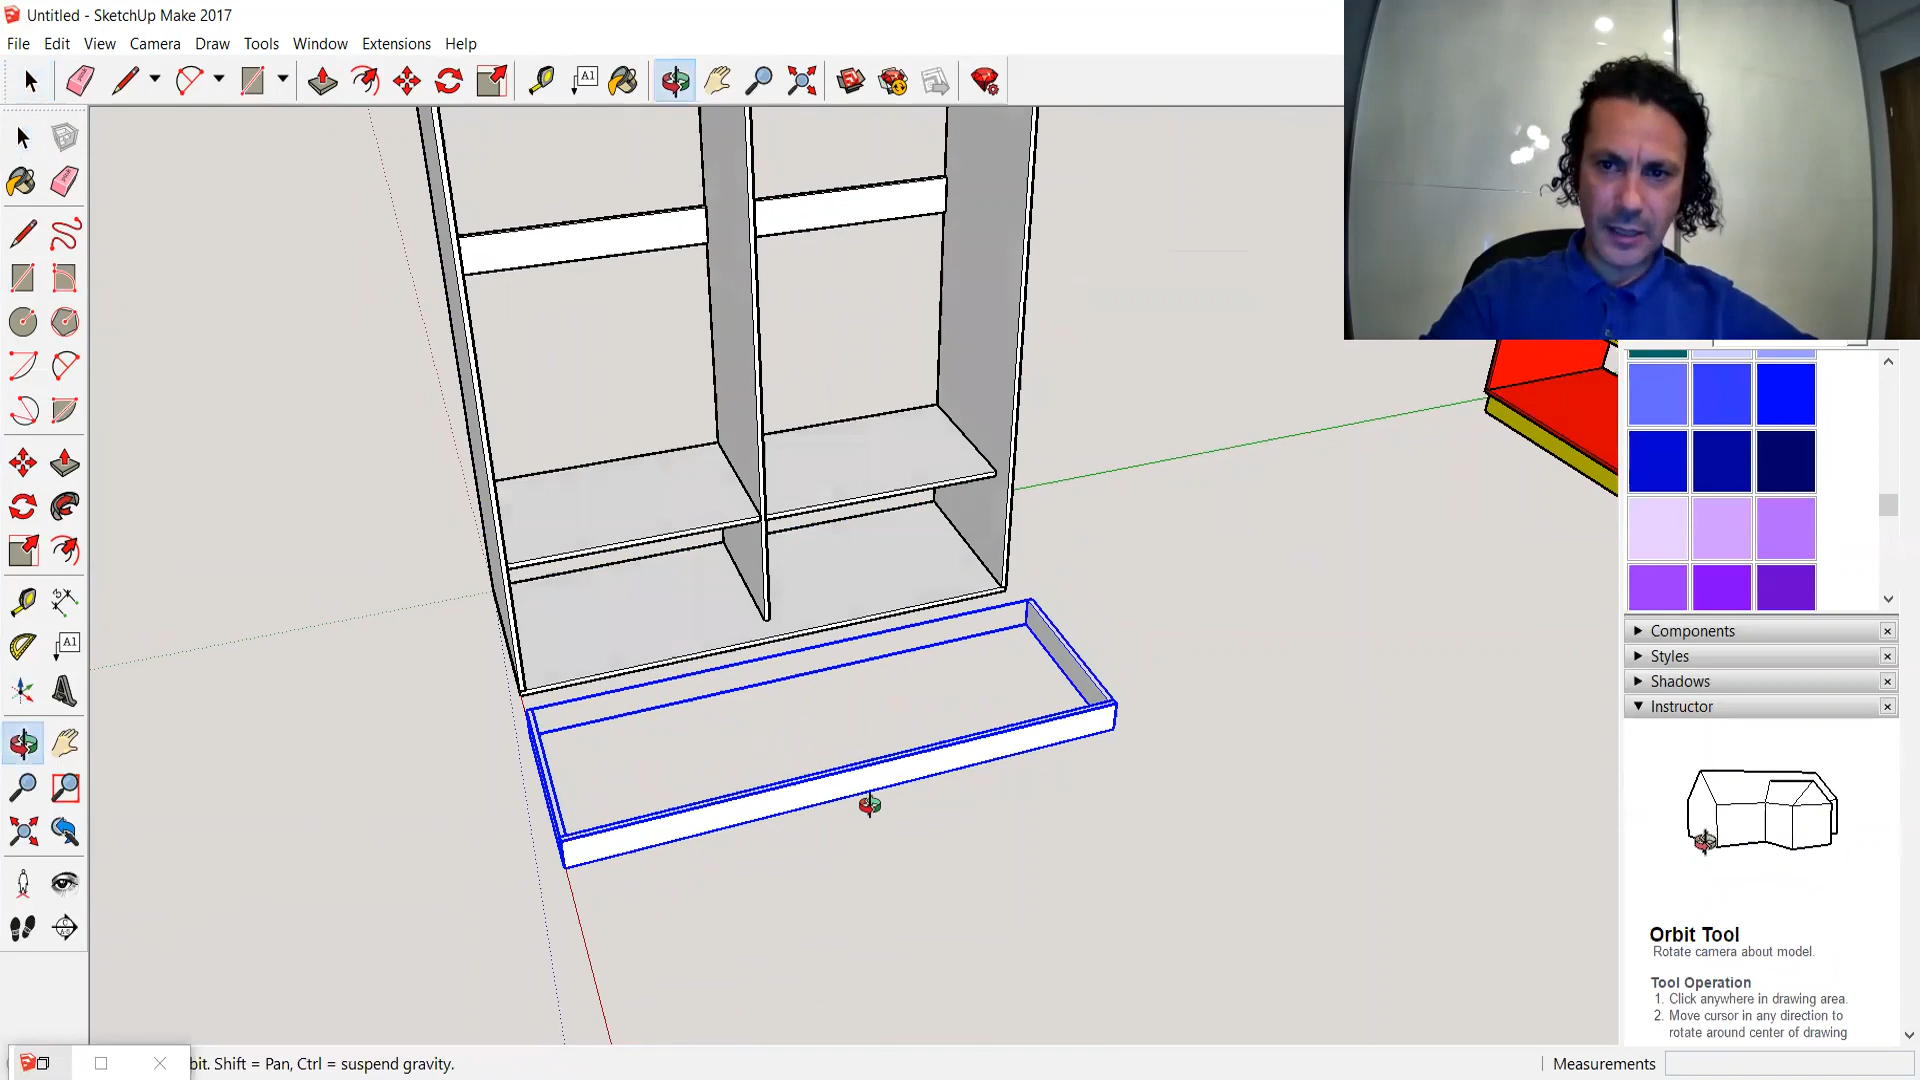 Untitled - SketchUp Make 2017
File Edit View Camera Draw Tools Window Extensions Help
A1
A1
Components
Styles
Shadows
Instructor
Orbit Tool
Rotate camera about model.
Tool Operation
1. Click anywhere in drawing area.
2. Move cursor in any direction to
rotate around center of drawing
bit. Shift = Pan, Ctrl = suspend gravity.
Measurements